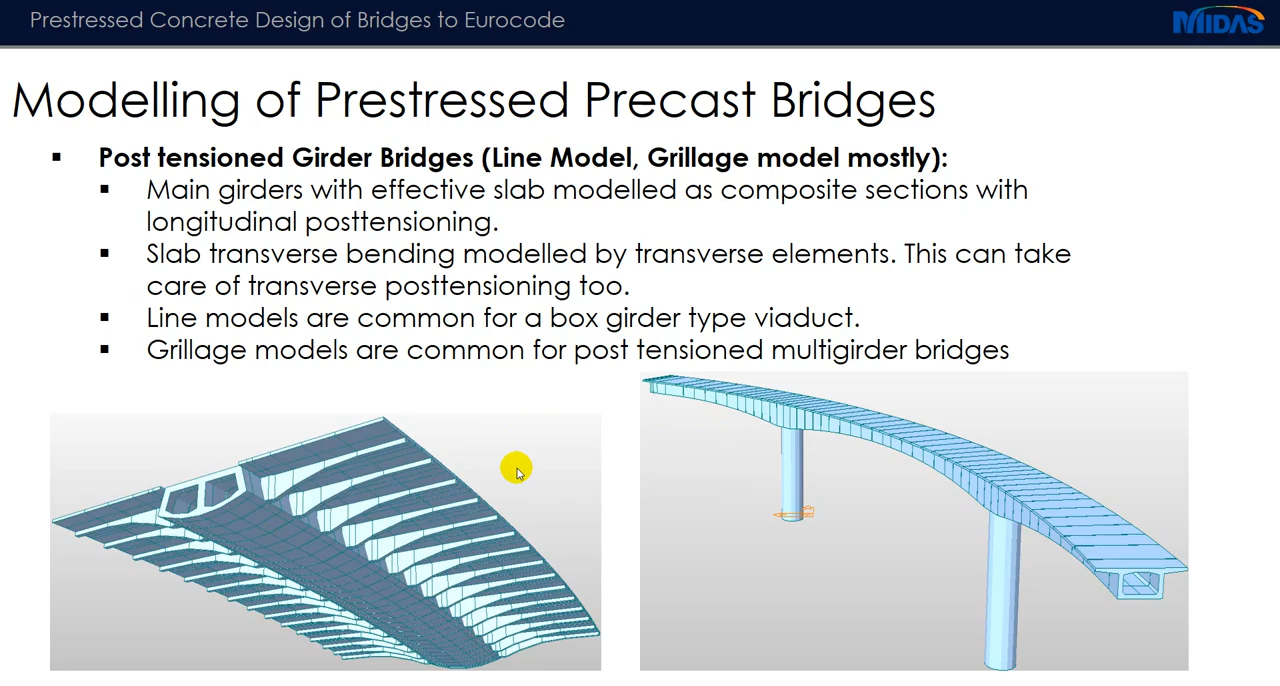 Prestressed Concrete Design of Bridges to Eurocode
MIDAS
Modelling of Prestressed Precast Bridges
▪ Post tensioned Girder Bridges (Line Model, Grillage model mostly):
▪ Main girders with effective slab modelled as composite sections with
longitudinal posttensioning.
▪ Slab transverse bending modelled by transverse elements. This can take
care of transverse posttensioning too.
▪ Line models are common for a box girder type viaduct.
▪ Grillage models are common for post tensioned multigirder bridges